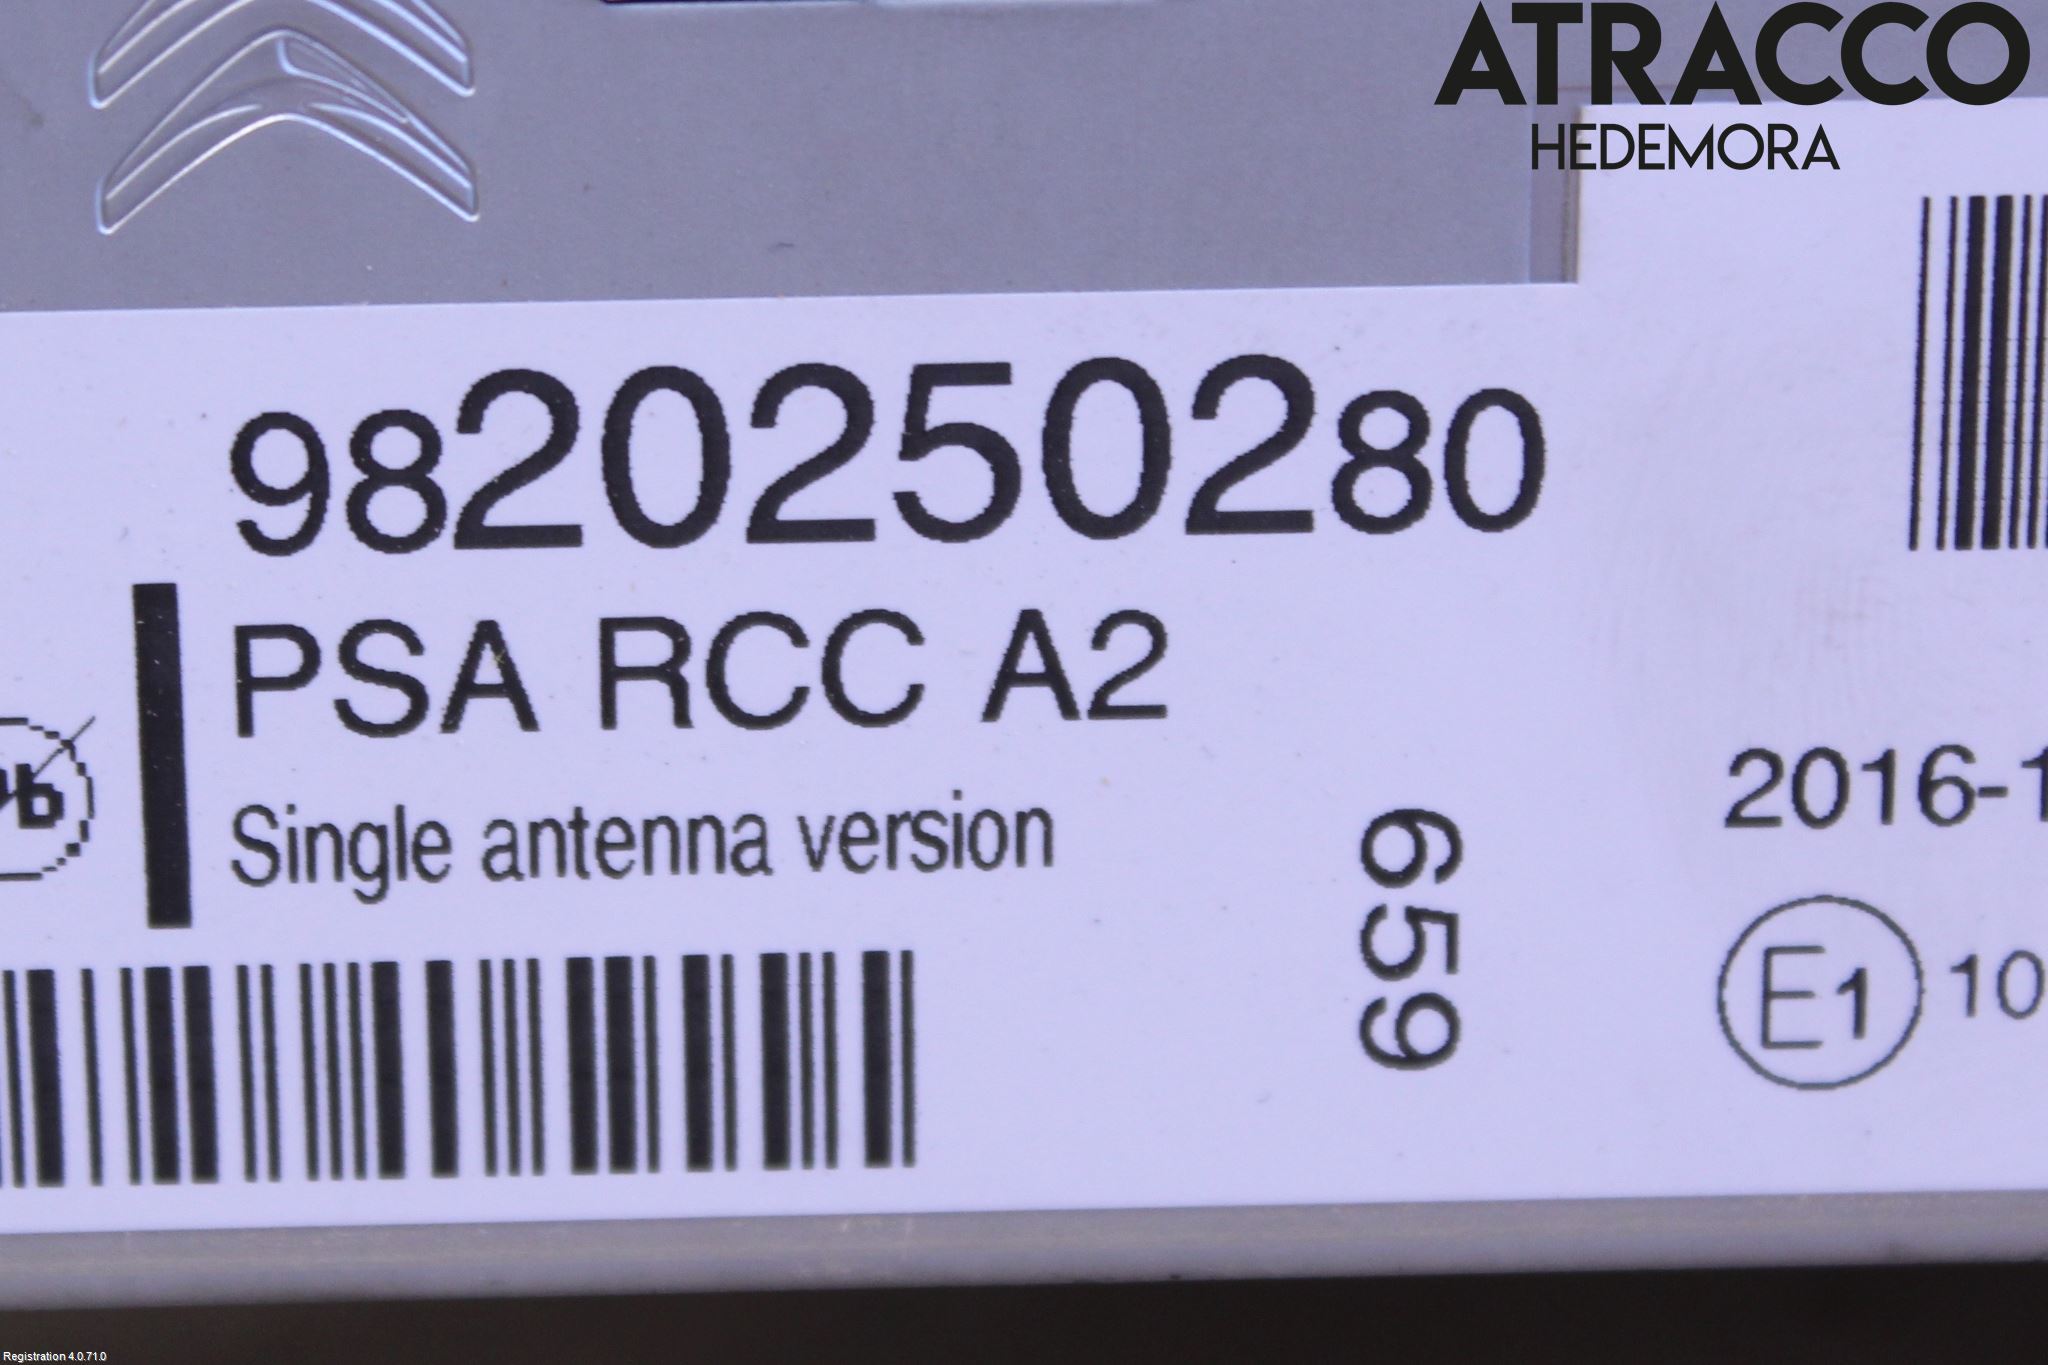 ATRACCO
HEDEMORA
9820250280
PSA RCC A2
Single antenna version
Pb
659
2016-1
E1 10
Registration 4.0.71.0